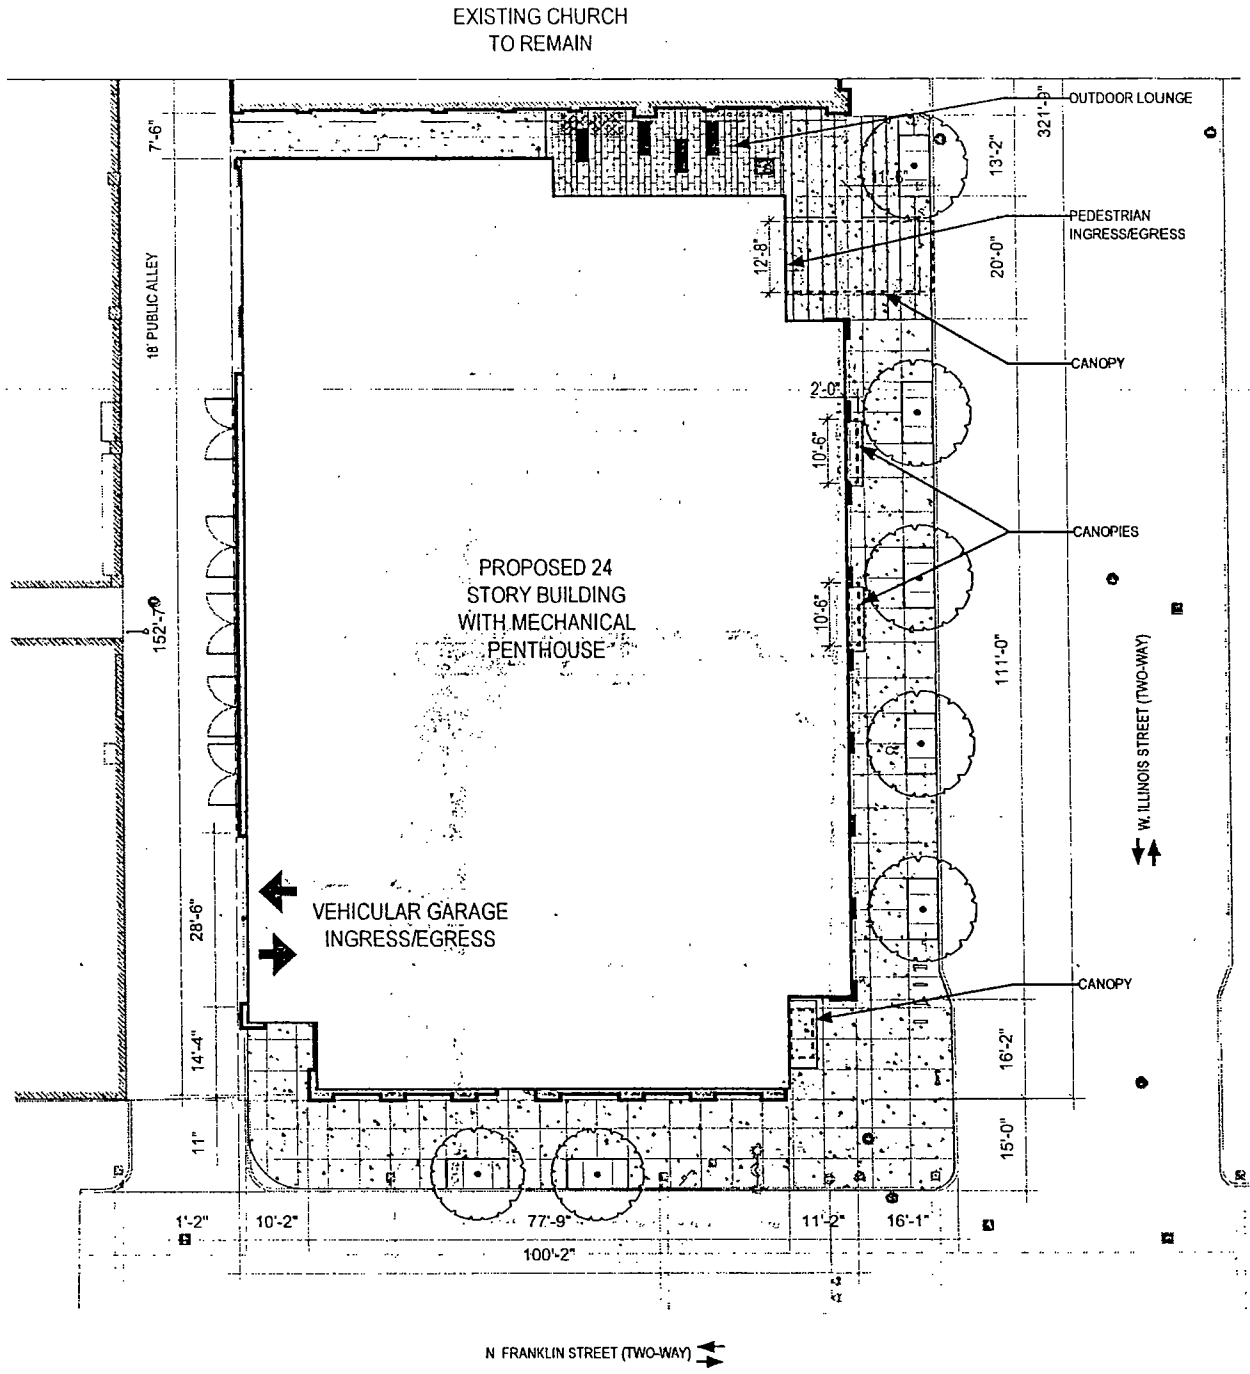 EXISTING CHURCH
TO REMAIN
OUTDOOR LOUNGE
321'-9"
7'-6"
13'-2"
11'-6"
PEDESTRIAN
INGRESS/EGRESS
12'-8"
20'-0"
18' PUBLIC ALLEY
CANOPY
2'-0"
10'-6"
CANOPIES
PROPOSED 24
STORY BUILDING
WITH MECHANICAL
PENTHOUSE
10'-6"
152'-7"
111'-0"
W. ILLINOIS STREET (TWO-WAY)
28'-6"
VEHICULAR GARAGE
INGRESS/EGRESS
CANOPY
14'-4"
16'-2"
11"
15'-0"
1'-2"
10'-2"
77'-9"
11'-2"
16'-1"
100'-2"
N FRANKLIN STREET (TWO-WAY)